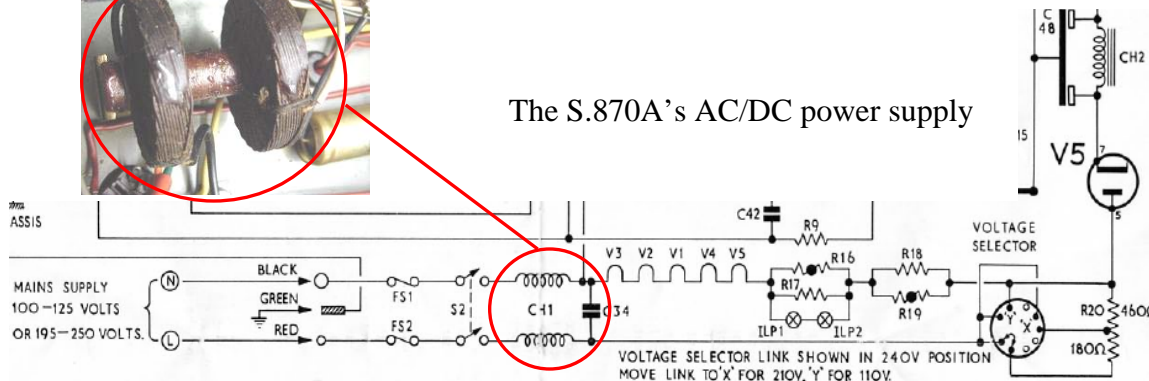 C
48
CH2
The S.870A's AC/DC power supply
V5
7
5
ASSIS
C42
R9
VOLTAGE
SELECTOR
V3 V2 V1 V4 V5
BLACK
N
MAINS SUPPLY
100–125 VOLTS
OR 195–250 VOLTS.
GREEN
RED
L
FS1
FS2
S2
CH1
C34
R16
R17
ILP1 ILP2
R18
R19
Y X
R20
460Ω
180Ω
VOLTAGE SELECTOR LINK SHOWN IN 240V POSITION
MOVE LINK TO 'X' FOR 210V, 'Y' FOR 110V.